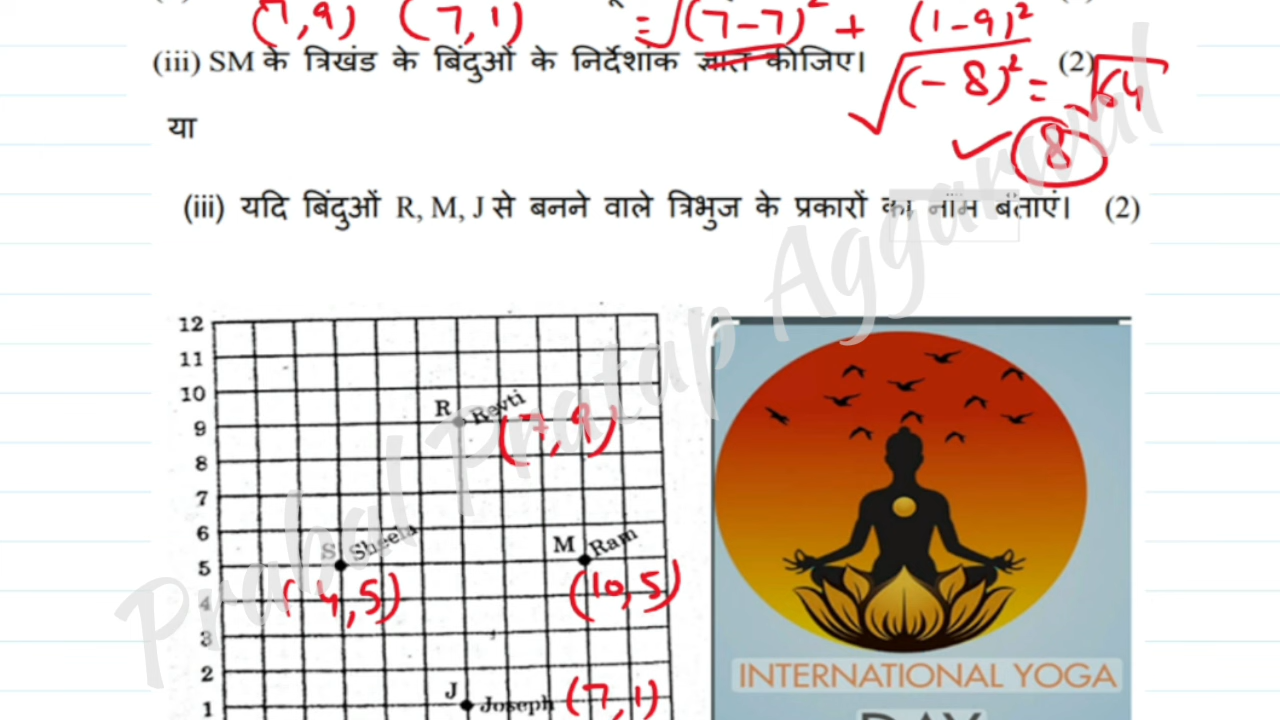 (7,9) (7,1) = √(7-7)² + (1-9)²
(iii) SM के त्रिखंड के बिंदुओं के निर्देशांक ज्ञात कीजिए। (2)
√(-8)² = √64
या
8
(iii) यदि बिंदुओं R, M, J से बनने वाले त्रिभुज के प्रकारों का नाम बताएं। (2)
12
11
10
R Revti
9
(7,9)
8
7
6
S Sheela
M Ram
5
(4,5)
(10,5)
4
3
2
J Joseph (7,1)
1
INTERNATIONAL YOGA
DAY
Prabal Pratap Aggarwal